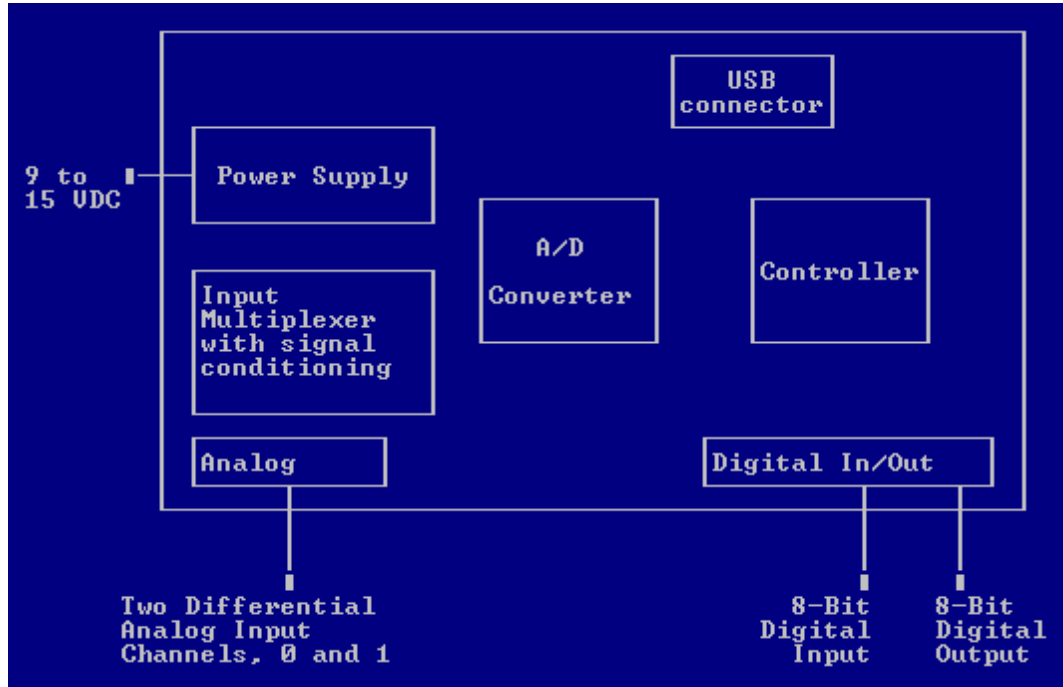 USB
connector
9 to
15 VDC
Power Supply
A/D
Converter
Controller
Input
Multiplexer
with signal
conditioning
Analog
Digital In/Out
Two Differential
Analog Input
Channels, 0 and 1
8-Bit
Digital
Input
8-Bit
Digital
Output